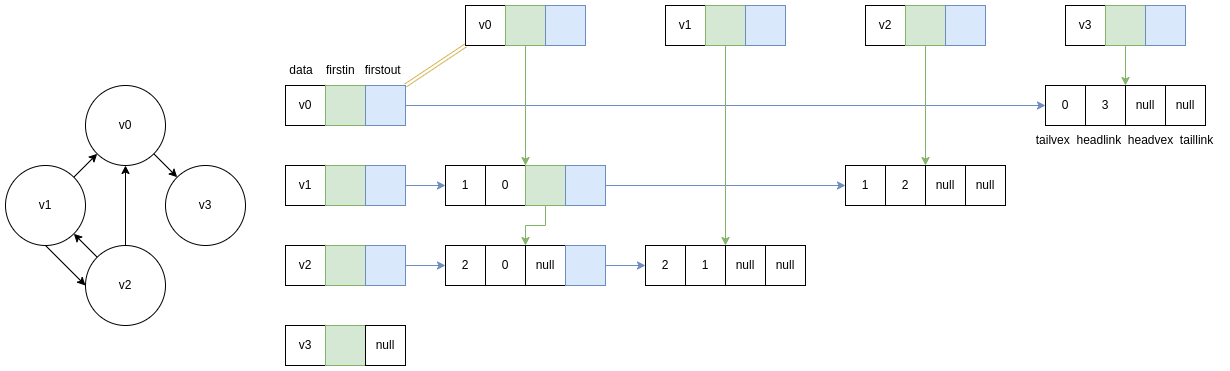 v0 v1 v2 v3
data firstin firstout
v0 0 3 null null
tailvex headlink headvex taillink
v1 1 0 1 2 null null
v2 2 0 null 2 1 null null
v3 null
v0
v1
v3
v2